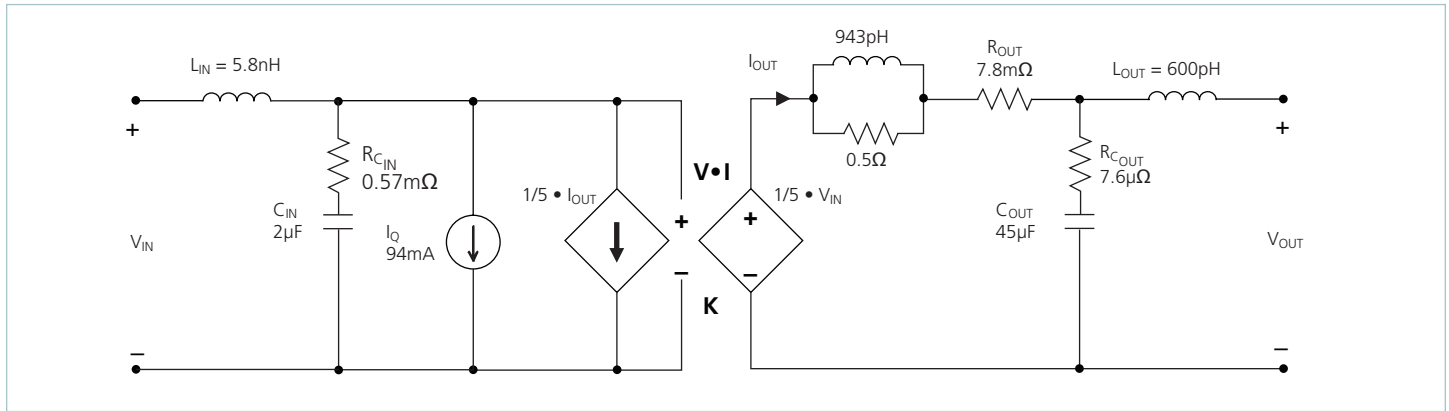 L_IN = 5.8nH
+
R_C_IN
0.57mΩ
C_IN
2μF
V_IN
I_Q
94mA
1/5 • I_OUT
–
V•I
+
–
K
1/5 • V_IN
+
–
I_OUT
943pH
0.5Ω
R_OUT
7.8mΩ
L_OUT = 600pH
+
R_C_OUT
7.6μΩ
C_OUT
45μF
V_OUT
–